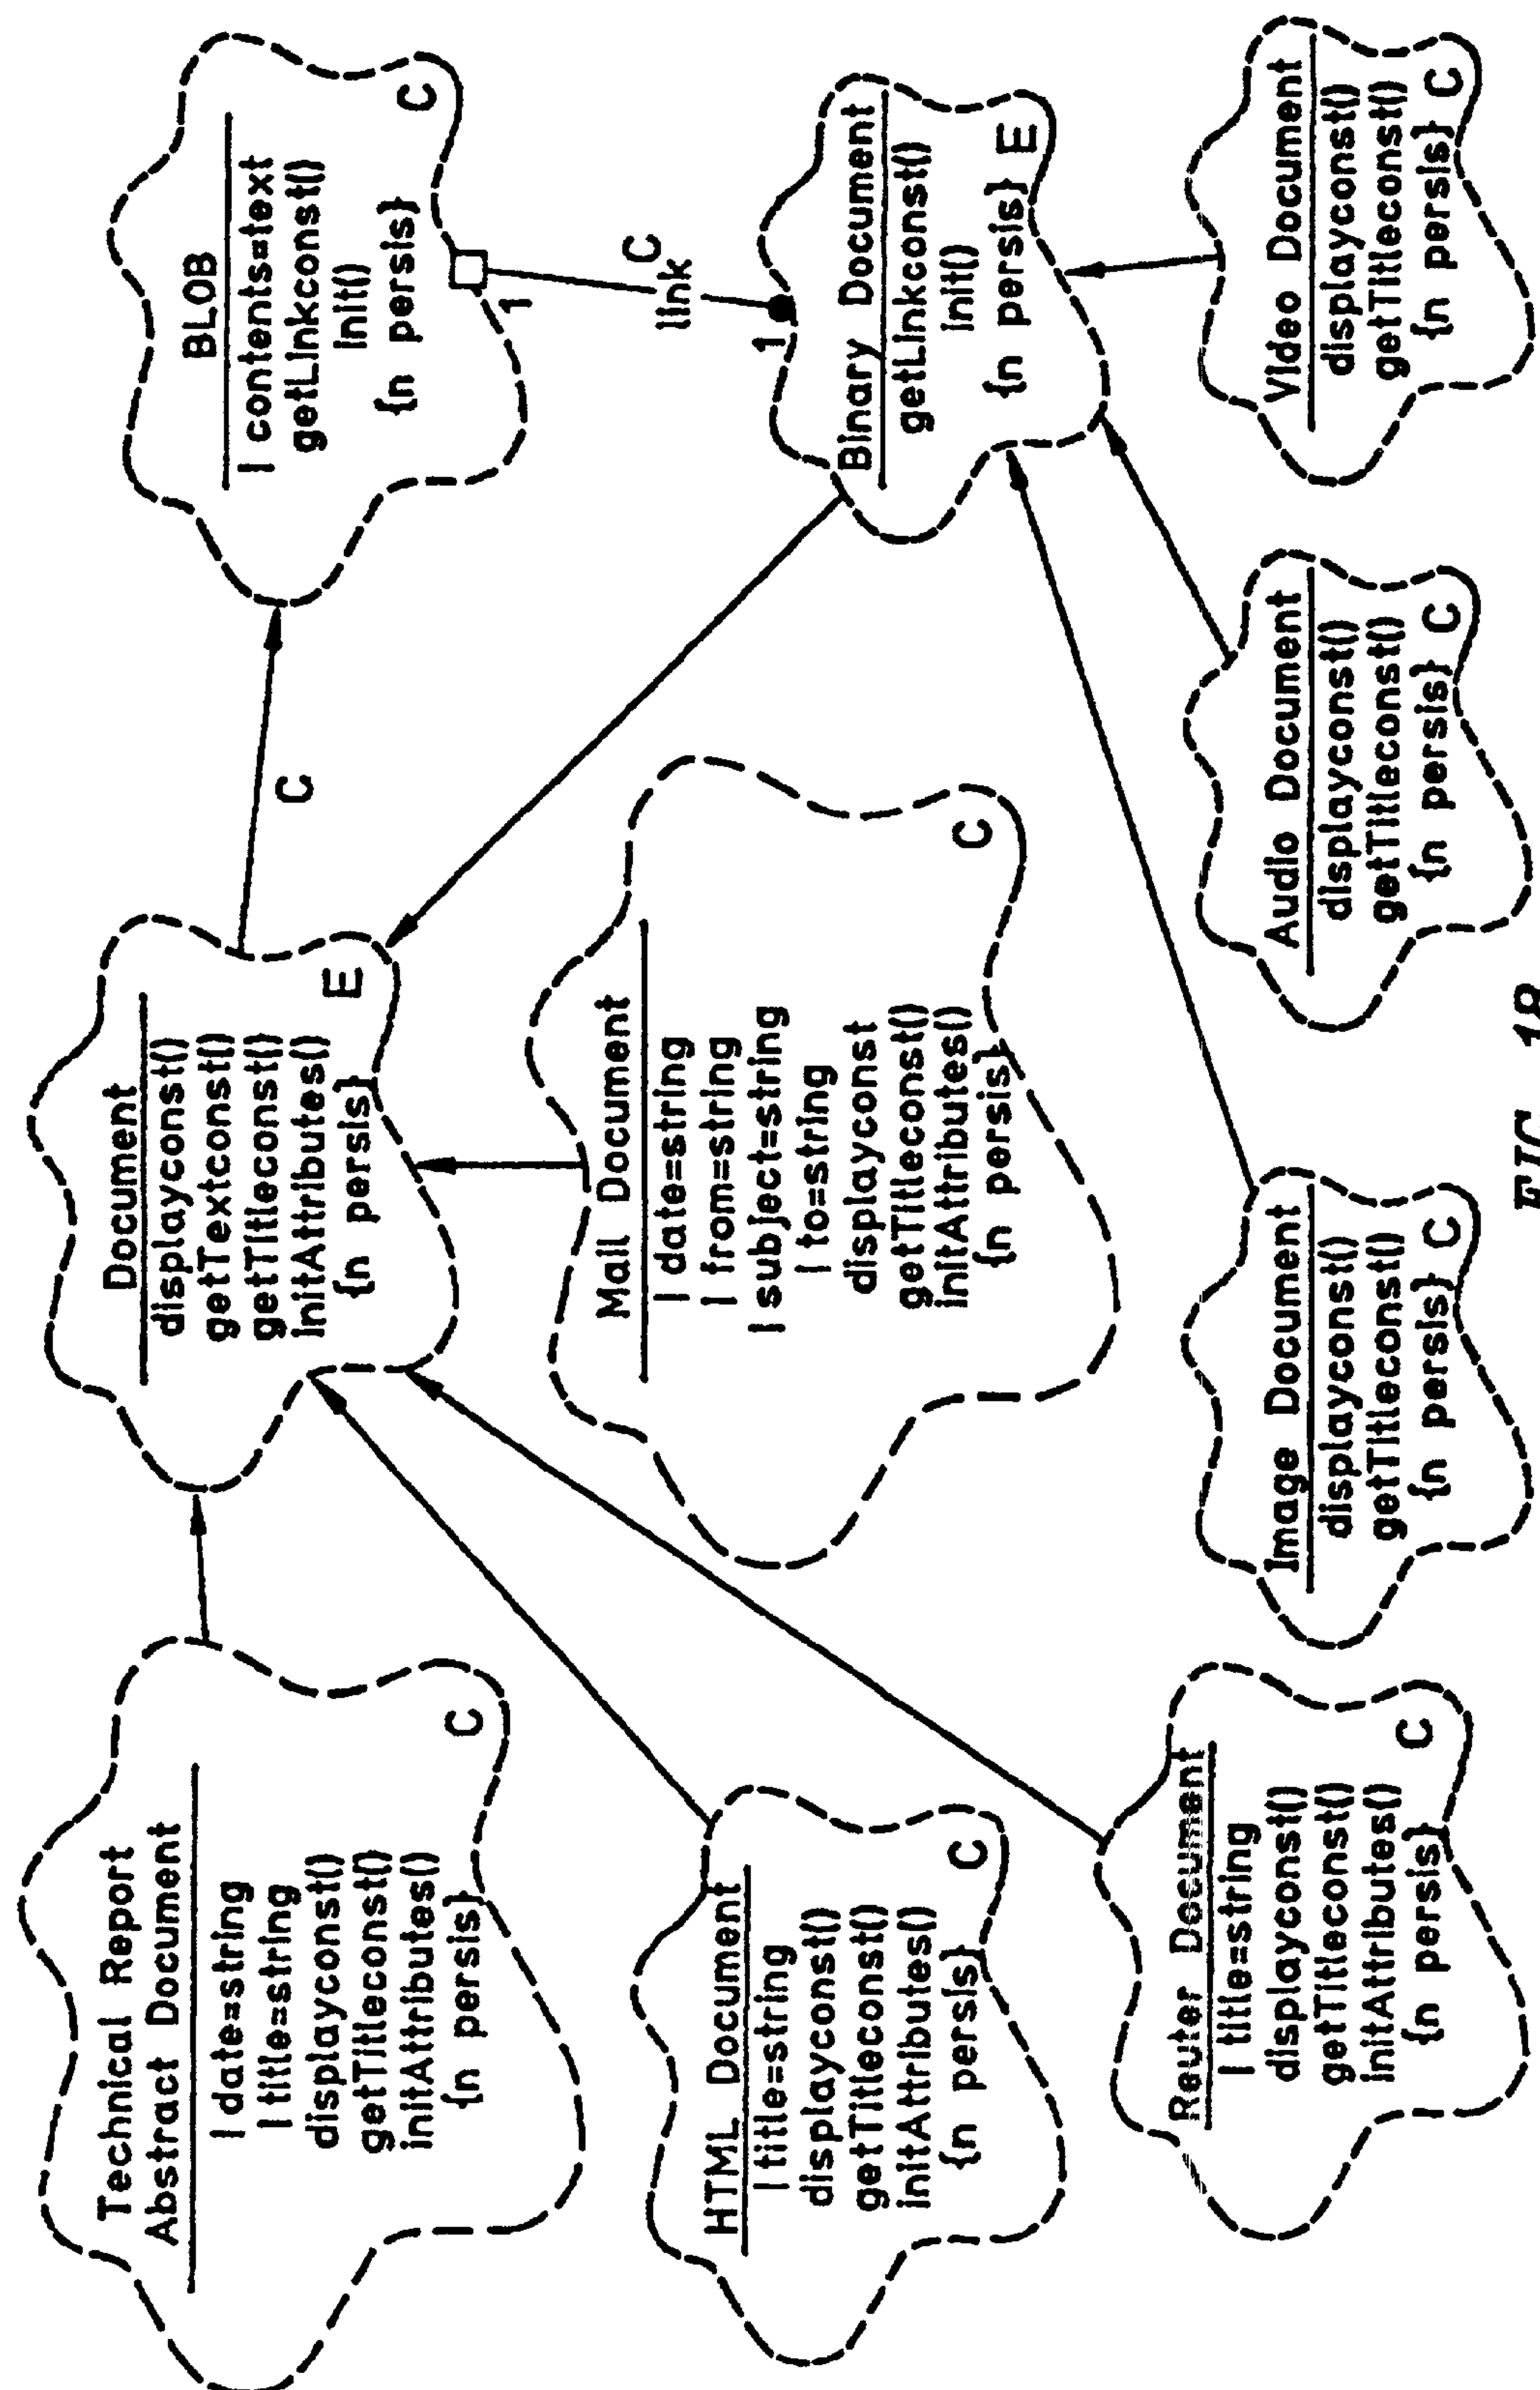 Technical Report
Abstract Document
| date=string
| title=string
displayconst()
getTitleconst()
initAttributes()
{n persis}
C
Document
displayconst()
getTextconst()
getTitleconst()
initAttributes()
{n persis}
E
C
BLOB
| contents=text
getLinkconst()
init()
{n persis}
C
1
C
link
1
HTML Document
| title=string
displayconst()
getTitleconst()
initAttributes()
{n persis}
C
Mail Document
| date=string
| from=string
| subject=string
| to=string
displayconst
getTitleconst()
initAttributes()
{n persis}
C
Binary Document
getLinkconst()
init()
{n persis} E
Reuter Document
| title=string
displayconst()
getTitleconst()
initAttributes()
{n persis}
C
Image Document
displayconst()
getTitleconst()
{n persis} C
Audio Document
displayconst()
getTitleconst()
{n persis} C
Video Document
displayconst()
getTitleconst()
{n persis} C
FIG. 18